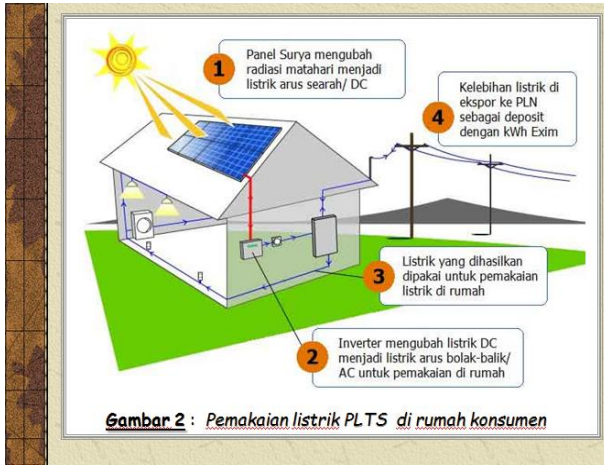 1
Panel Surya mengubah
radiasi matahari menjadi
listrik arus searah/ DC
4
Kelebihan listrik di
ekspor ke PLN
sebagai deposit
dengan kWh Exim
3
Listrik yang dihasilkan
dipakai untuk pemakaian
listrik di rumah
2
Inverter mengubah listrik DC
menjadi listrik arus bolak-balik/
AC untuk pemakaian di rumah
Gambar 2 : Pemakaian listrik PLTS di rumah konsumen